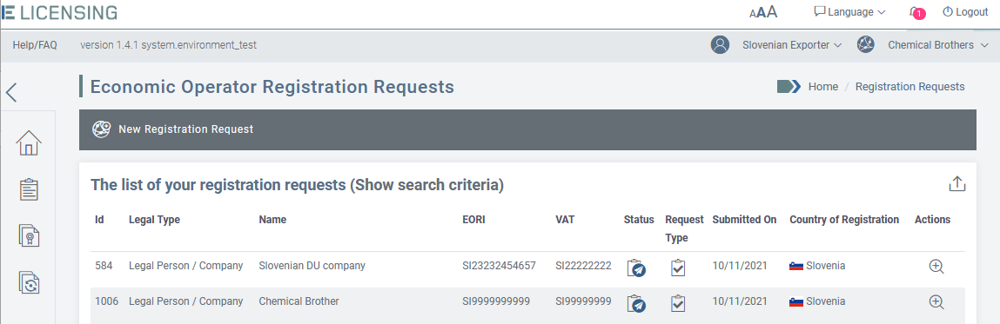 E LICENSING
AAA
Language
1
Logout
Help/FAQ
version 1.4.1 system.environment_test
Slovenian Exporter
Chemical Brothers
Economic Operator Registration Requests
Home / Registration Requests
New Registration Request
The list of your registration requests (Show search criteria)
Id Legal Type Name EORI VAT Status Request Type Submitted On Country of Registration Actions
584 Legal Person / Company Slovenian DU company SI23232454657 SI22222222 10/11/2021 Slovenia
1006 Legal Person / Company Chemical Brother SI9999999999 SI99999999 10/11/2021 Slovenia